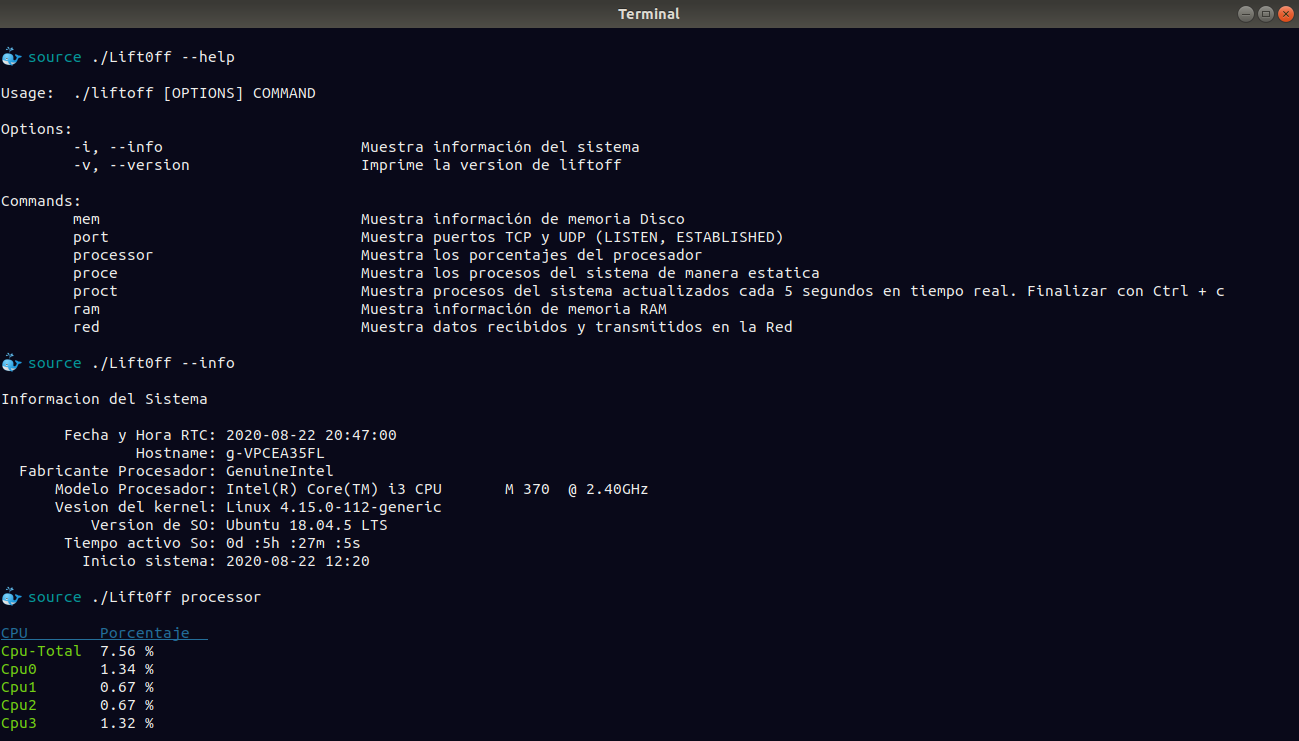 Terminal
source ./Lift0ff --help
Usage:  ./liftoff [OPTIONS] COMMAND
Options:
-i, --info                      Muestra información del sistema
-v, --version                   Imprime la version de liftoff
Commands:
mem                             Muestra información de memoria Disco
port                            Muestra puertos TCP y UDP (LISTEN, ESTABLISHED)
processor                       Muestra los porcentajes del procesador
proce                           Muestra los procesos del sistema de manera estatica
proct                           Muestra procesos del sistema actualizados cada 5 segundos en tiempo real. Finalizar con Ctrl + c
ram                             Muestra información de memoria RAM
red                             Muestra datos recibidos y transmitidos en la Red
source ./Lift0ff --info
Informacion del Sistema
Fecha y Hora RTC: 2020-08-22 20:47:00
Hostname: g-VPCEA35FL
Fabricante Procesador: GenuineIntel
Modelo Procesador: Intel(R) Core(TM) i3 CPU       M 370  @ 2.40GHz
Vesion del kernel: Linux 4.15.0-112-generic
Version de SO: Ubuntu 18.04.5 LTS
Tiempo activo So: 0d :5h :27m :5s
Inicio sistema: 2020-08-22 12:20
source ./Lift0ff processor
CPU        Porcentaje
Cpu-Total  7.56 %
Cpu0       1.34 %
Cpu1       0.67 %
Cpu2       0.67 %
Cpu3       1.32 %